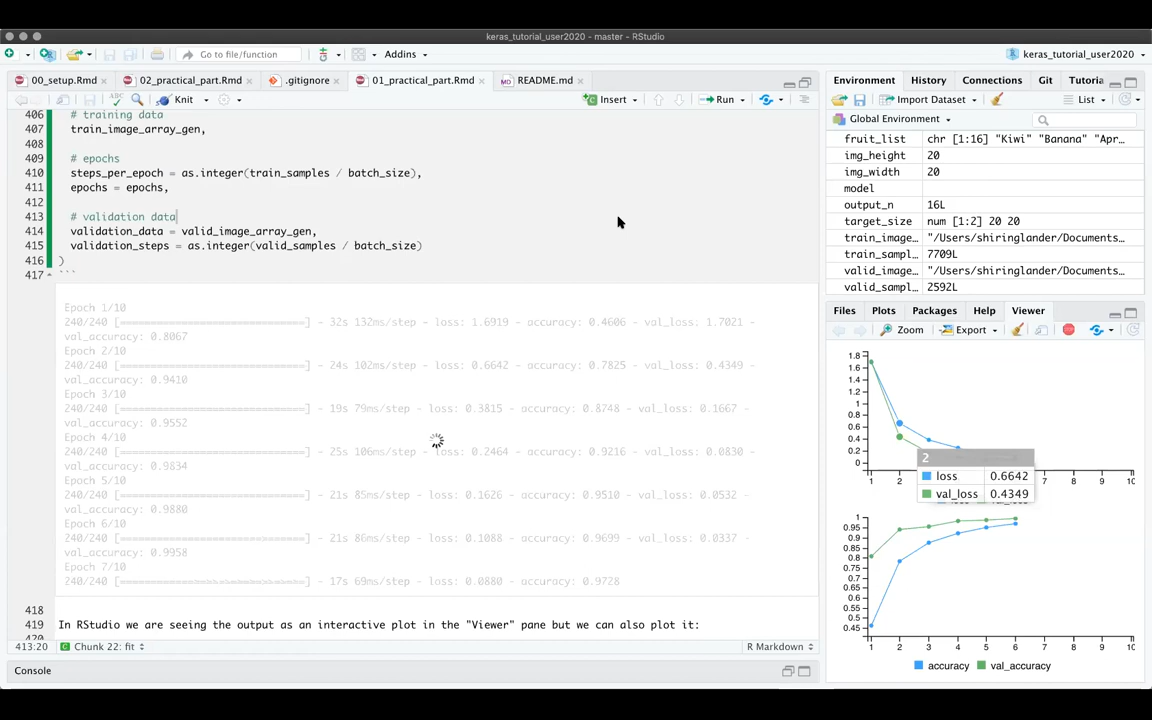 keras_tutorial_user2020 - master - RStudio
Go to file/function
Addins
keras_tutorial_user2020
00_setup.Rmd
02_practical_part.Rmd
.gitignore
01_practical_part.Rmd
README.md
Knit
Insert
Run
406 # training data
407 train_image_array_gen,
408
409 # epochs
410 steps_per_epoch = as.integer(train_samples / batch_size),
411 epochs = epochs,
412
413 # validation data
414 validation_data = valid_image_array_gen,
415 validation_steps = as.integer(valid_samples / batch_size)
416 )
417 ```
Epoch 1/10
240/240 [==============================] - 32s 132ms/step - loss: 1.6919 - accuracy: 0.4606 - val_loss: 1.7021 -
val_accuracy: 0.8067
Epoch 2/10
240/240 [==============================] - 24s 102ms/step - loss: 0.6642 - accuracy: 0.7825 - val_loss: 0.4349 -
val_accuracy: 0.9410
Epoch 3/10
240/240 [==============================] - 19s 79ms/step - loss: 0.3815 - accuracy: 0.8748 - val_loss: 0.1667 -
val_accuracy: 0.9552
Epoch 4/10
240/240 [==============================] - 25s 106ms/step - loss: 0.2464 - accuracy: 0.9216 - val_loss: 0.0830 -
val_accuracy: 0.9834
Epoch 5/10
240/240 [==============================] - 21s 85ms/step - loss: 0.1626 - accuracy: 0.9510 - val_loss: 0.0532 -
val_accuracy: 0.9880
Epoch 6/10
240/240 [==============================] - 21s 86ms/step - loss: 0.1088 - accuracy: 0.9699 - val_loss: 0.0337 -
val_accuracy: 0.9958
Epoch 7/10
240/240 [==============================] - 17s 69ms/step - loss: 0.0880 - accuracy: 0.9728
418
419 In RStudio we are seeing the output as an interactive plot in the "Viewer" pane but we can also plot it:
413:20
Chunk 22: fit
R Markdown
Console
Environment
History
Connections
Git
Tutoria
Import Dataset
List
Global Environment
fruit_list chr [1:16] "Kiwi" "Banana" "Apr…
img_height 20
img_width 20
model
output_n 16L
target_size num [1:2] 20 20
train_image… "/Users/shiringlander/Documents…
train_sampl… 7709L
valid_image… "/Users/shiringlander/Documents…
valid_sampl… 2592L
Files
Plots
Packages
Help
Viewer
Zoom
Export
1.8
1.6
1.4
1.2
1
0.8
0.6
0.4
0.2
0
2
loss 0.6642
val_loss 0.4349
1 2 7 8 9 10
1
0.95
0.9
0.85
0.8
0.75
0.7
0.65
0.6
0.55
0.5
0.45
1 2 3 4 5 6 7 8 9 10
accuracy
val_accuracy